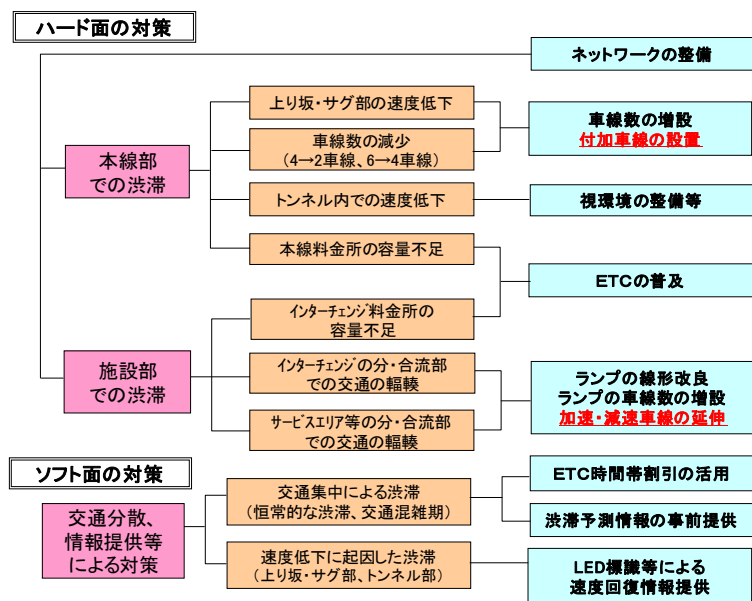 ハード面の対策
ネットワークの整備
本線部
での渋滞
上り坂・サグ部の速度低下
車線数の減少
(4→2車線、6→4車線)
トンネル内での速度低下
本線料金所の容量不足
車線数の増設
付加車線の設置
視環境の整備等
ETCの普及
施設部
での渋滞
インターチェンジ料金所の
容量不足
インターチェンジの分・合流部
での交通の輻輳
サービスエリア等の分・合流部
での交通の輻輳
ランプの線形改良
ランプの車線数の増設
加速・減速車線の延伸
ソフト面の対策
交通分散、
情報提供等
による対策
交通集中による渋滞
(恒常的な渋滞、交通混雑期)
速度低下に起因した渋滞
(上り坂・サグ部、トンネル部)
ETC時間帯割引の活用
渋滞予測情報の事前提供
LED標識等による
速度回復情報提供